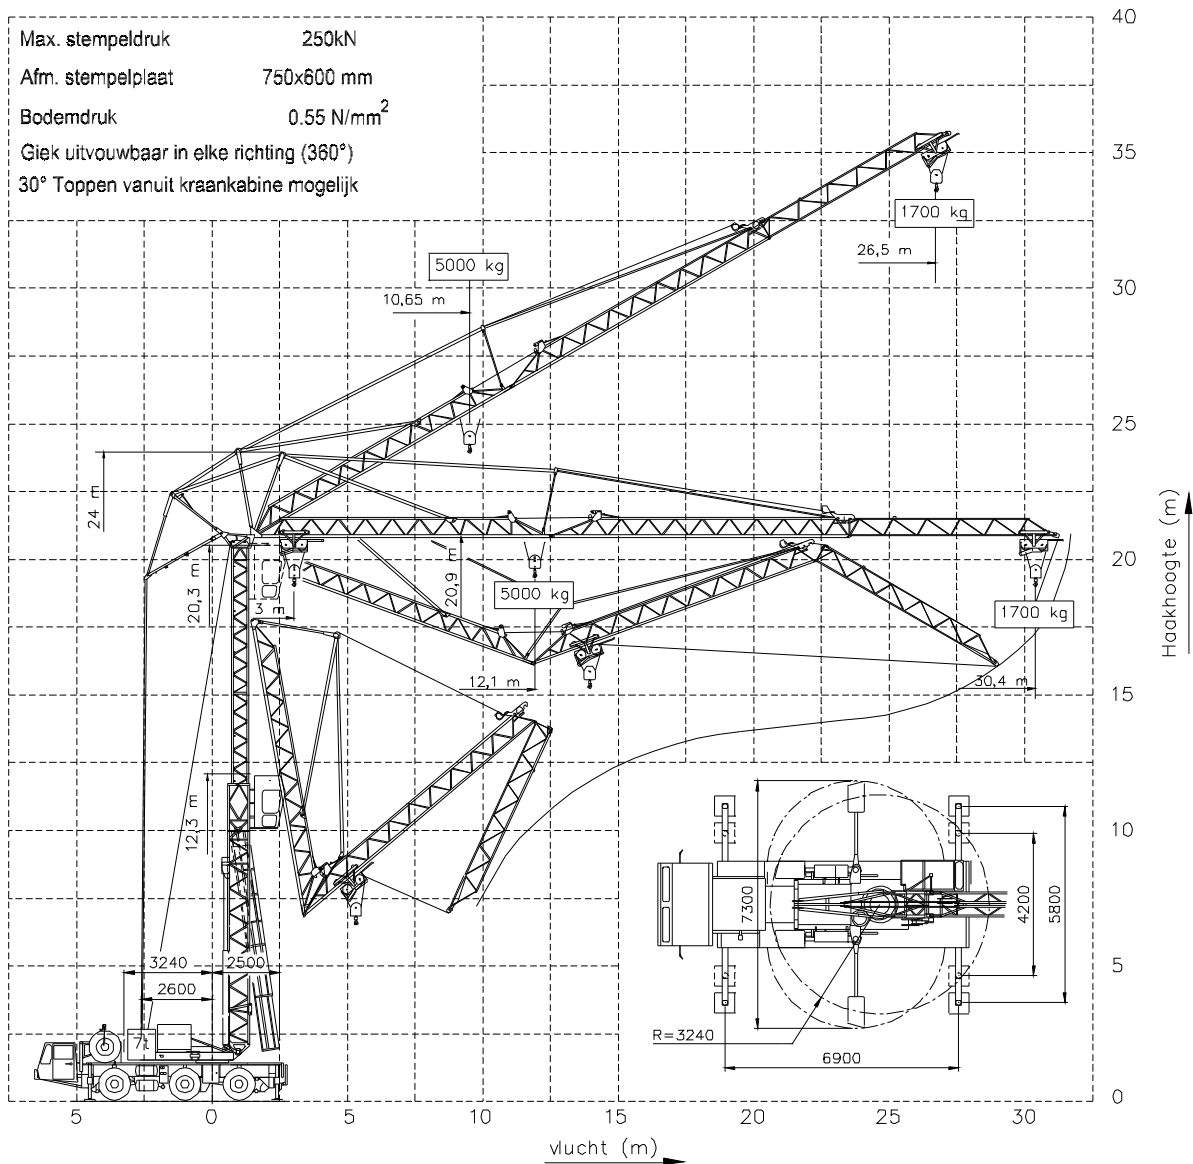 Max. stempeldruk 250kN
Afm. stempelplaat 750x600 mm
Bodemdruk 0.55 N/mm²
Giek uitvouwbaar in elke richting (360°)
30° Toppen vanuit kraankabine mogelijk
40
35
30
25
20
15
10
5
0
Haakhoogte (m)
1700 kg
26,5 m
5000 kg
10,65 m
24 m
20,3 m
3 m
20,9 m
5000 kg
1700 kg
12,1 m
30,4 m
12,3 m
3240
2500
2600
7t
7300
4200
5800
R=3240
6900
5 0 5 10 15 20 25 30
vlucht (m)